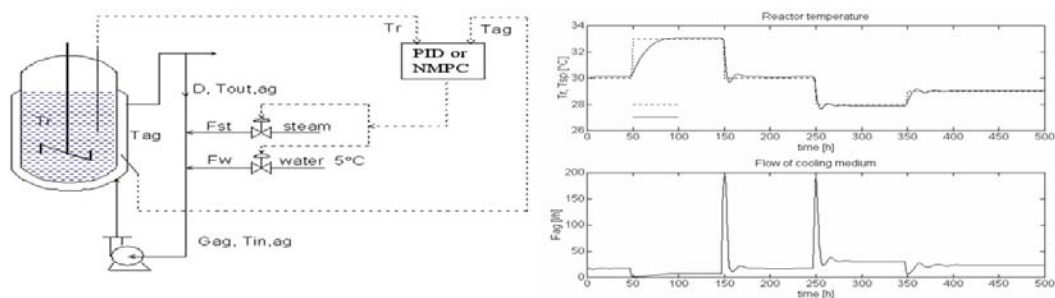 Tr
Tag
PID or
NMPC
D, Tout,ag
Tr
Tag
Fst
steam
Fw
water 5°C
Gag, Tin,ag
Reactor temperature
Tr, Tsp [°C]
34
32
30
28
26
0 50 100 150 200 250 300 350 400 450 500
time [h]
Flow of cooling medium
Fag [l/h]
200
150
100
50
0
0 50 100 150 200 250 300 350 400 450 500
time [h]